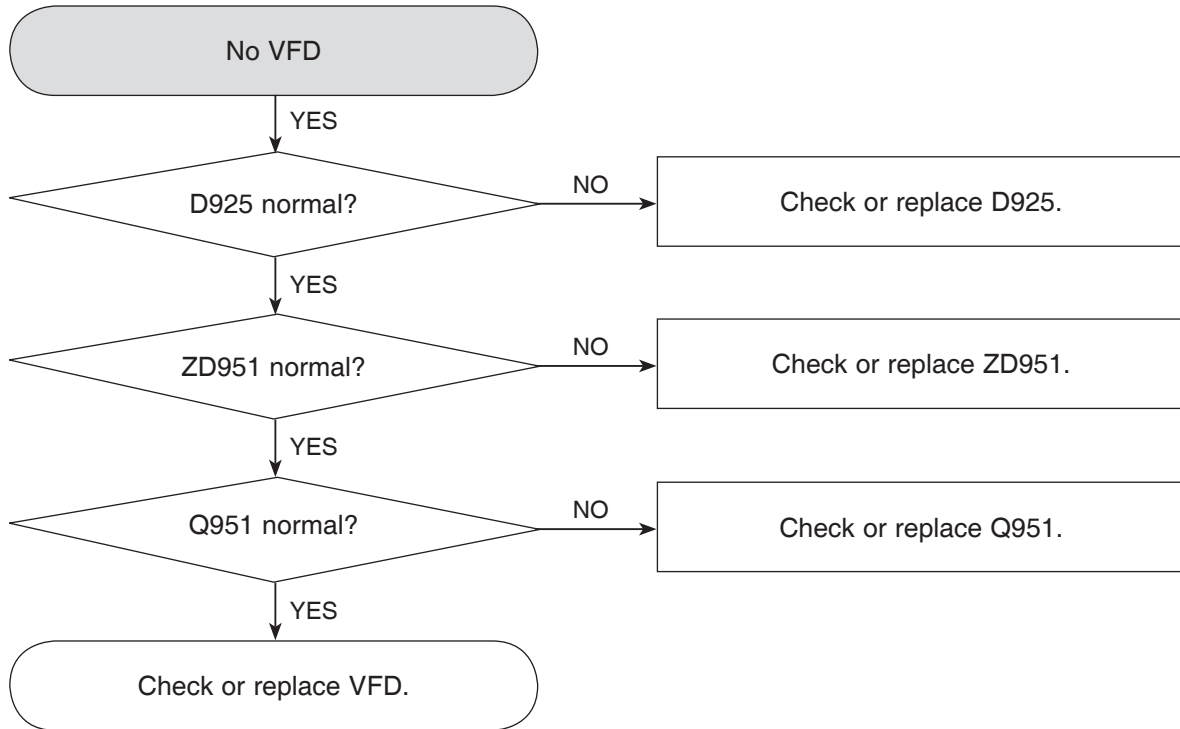 No VFD
YES
D925 normal?
NO
Check or replace D925.
YES
ZD951 normal?
NO
Check or replace ZD951.
YES
Q951 normal?
NO
Check or replace Q951.
YES
Check or replace VFD.